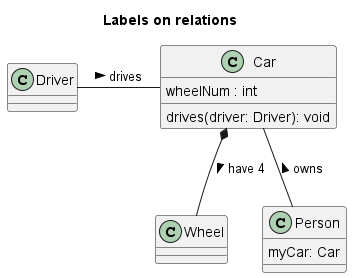 Labels on relations
C Car
wheelNum : int
drives(driver: Driver): void
C Driver
drives
have 4
owns
C Wheel
C Person
myCar: Car